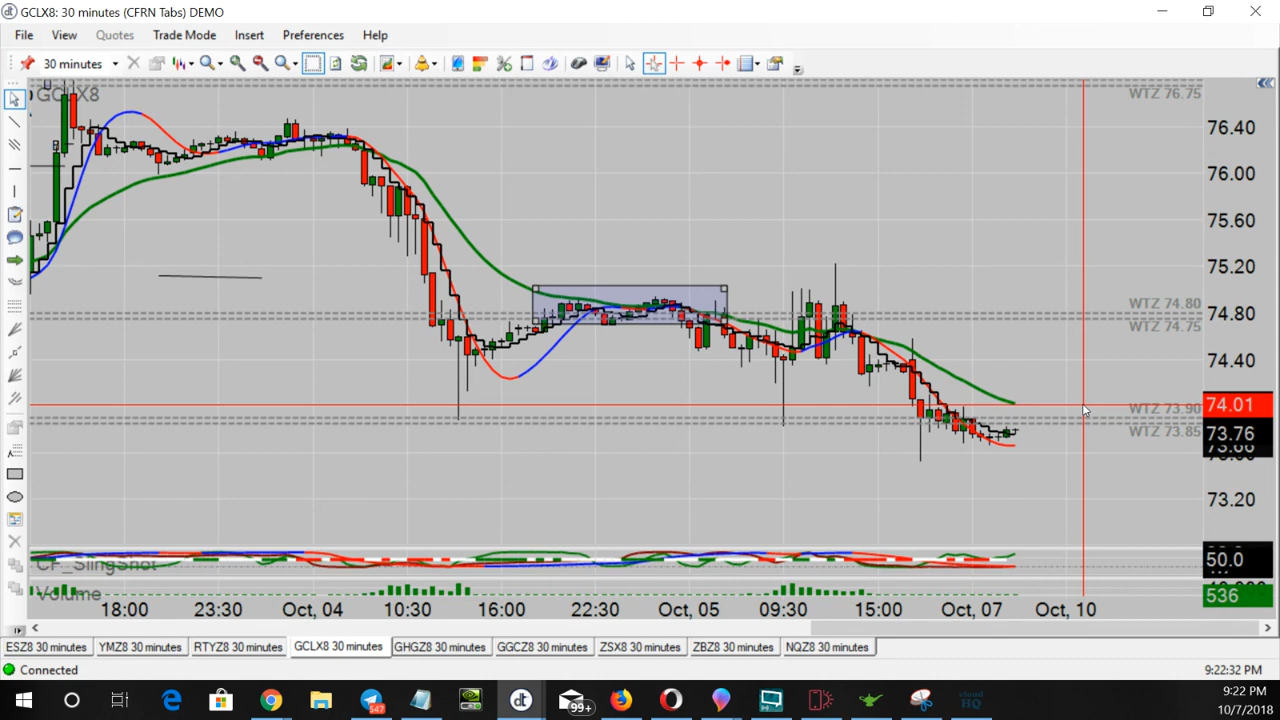 GCLX8: 30 minutes (CFRN Tabs) DEMO
File View Quotes Trade Mode Insert Preferences Help
30 minutes
GCLX8
WTZ 76.75
76.40
76.00
75.60
75.20
WTZ 74.80
74.80
WTZ 74.75
74.40
WTZ 73.90
74.01
WTZ 73.85
73.76
73.20
CF_SlingShot
50.0
Volume
536
18:00 23:30 Oct, 04 10:30 16:00 22:30 Oct, 05 09:30 15:00 Oct, 07 Oct, 10
ESZ8 30 minutes YMZ8 30 minutes RTYZ8 30 minutes GCLX8 30 minutes GHGZ8 30 minutes GGCZ8 30 minutes ZSX8 30 minutes ZBZ8 30 minutes NQZ8 30 minutes
Connected
9:22:32 PM
547
99+
cloud
HQ
9:22 PM
10/7/2018